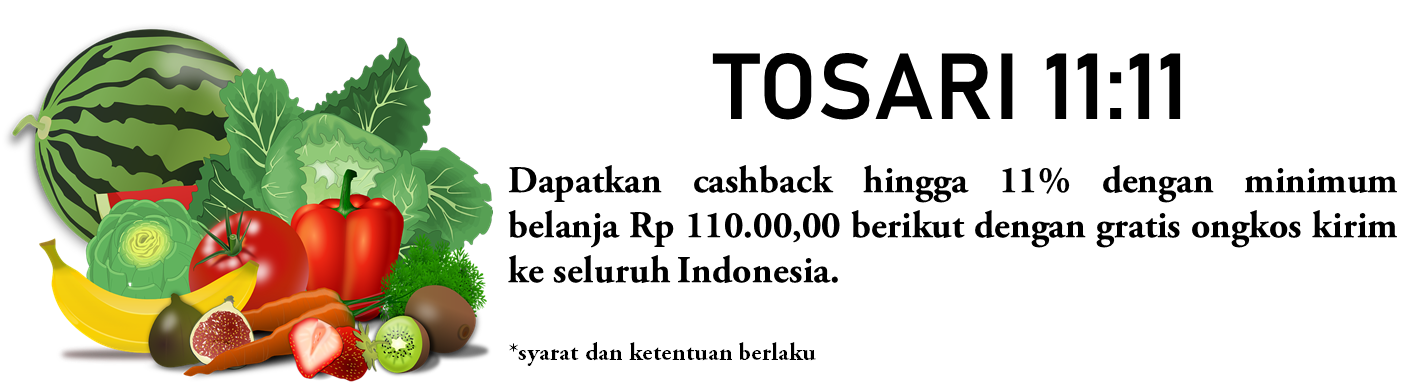 TOSARI 11:11
Dapatkan cashback hingga 11% dengan minimum
belanja Rp 110.00,00 berikut dengan gratis ongkos kirim
ke seluruh Indonesia.
*syarat dan ketentuan berlaku